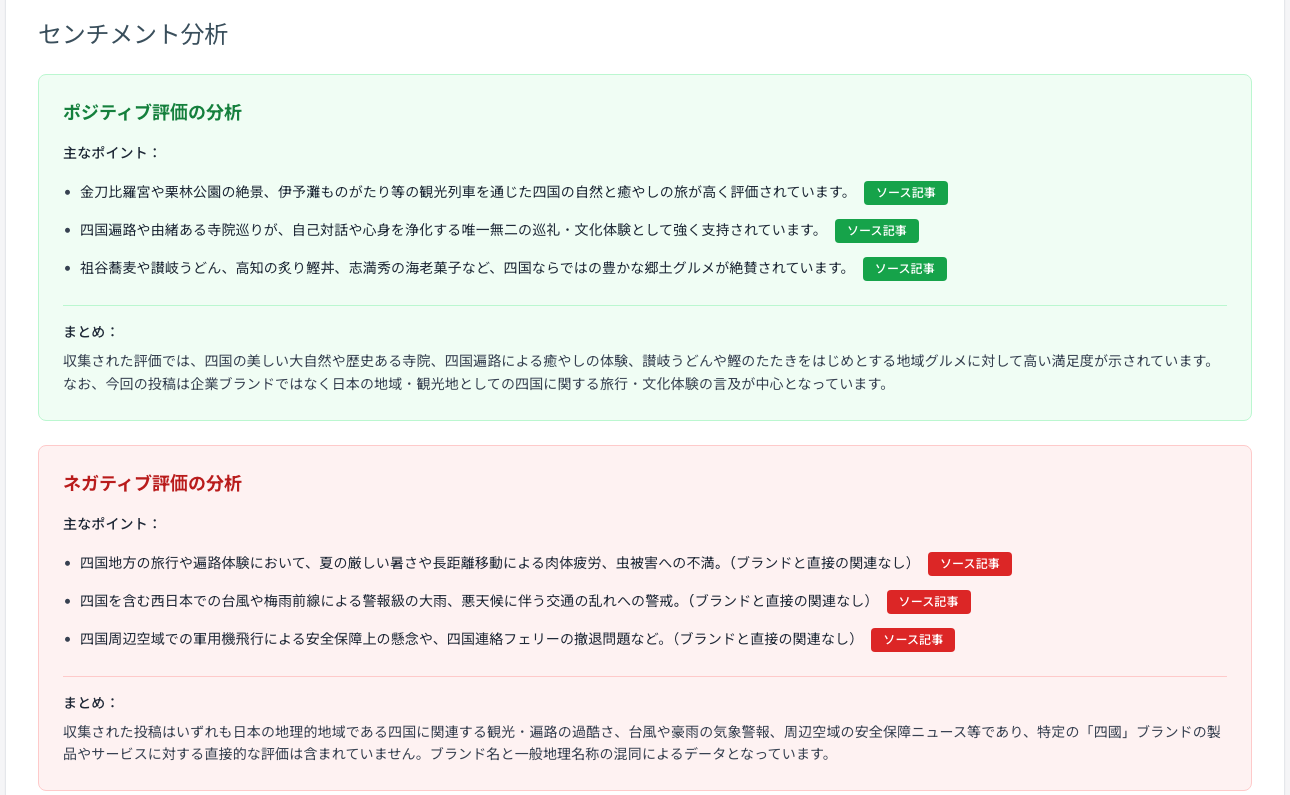 センチメント分析
ポジティブ評価の分析
主なポイント：
• 金刀比羅宮や栗林公園の絶景、伊予灘ものがたり等の観光列車を通じた四国の自然と癒やしの旅が高く評価されています。 ソース記事
• 四国遍路や由緒ある寺院巡りが、自己対話や心身を浄化する唯一無二の巡礼・文化体験として強く支持されています。 ソース記事
• 祖谷蕎麦や讃岐うどん、高知の炙り鰹丼、志満秀の海老菓子など、四国ならではの豊かな郷土グルメが絶賛されています。 ソース記事
まとめ：
収集された評価では、四国の美しい大自然や歴史ある寺院、四国遍路による癒やしの体験、讃岐うどんや鰹のたたきをはじめとする地域グルメに対して高い満足度が示されています。
なお、今回の投稿は企業ブランドではなく日本の地域・観光地としての四国に関する旅行・文化体験の言及が中心となっています。
ネガティブ評価の分析
主なポイント：
• 四国地方の旅行や遍路体験において、夏の厳しい暑さや長距離移動による肉体疲労、虫被害への不満。（ブランドと直接の関連なし） ソース記事
• 四国を含む西日本での台風や梅雨前線による警報級の大雨、悪天候に伴う交通の乱れへの警戒。（ブランドと直接の関連なし） ソース記事
• 四国周辺空域での軍用機飛行による安全保障上の懸念や、四国連絡フェリーの撤退問題など。（ブランドと直接の関連なし） ソース記事
まとめ：
収集された投稿はいずれも日本の地理的地域である四国に関連する観光・遍路の過酷さ、台風や豪雨の気象警報、周辺空域の安全保障ニュース等であり、特定の「四國」ブランドの製
品やサービスに対する直接的な評価は含まれていません。ブランド名と一般地理名称の混同によるデータとなっています。